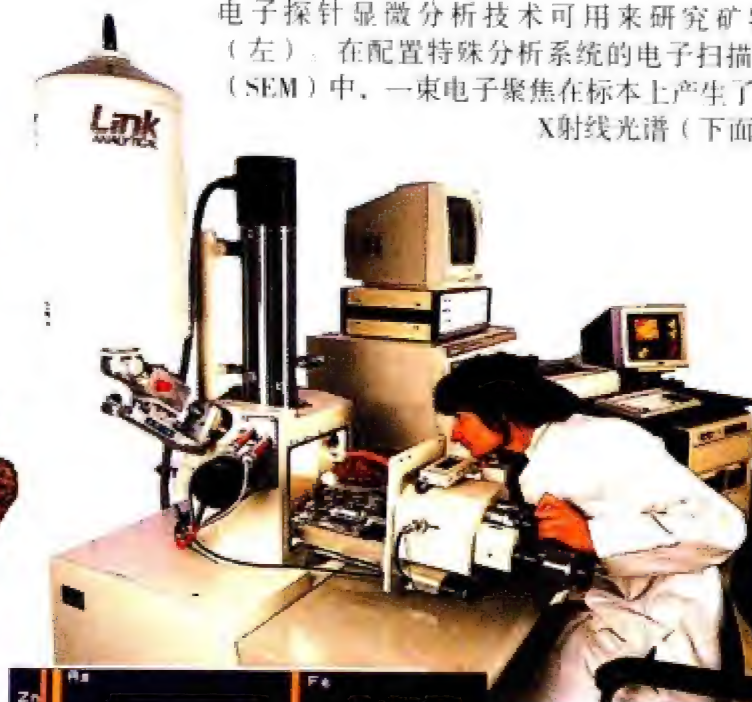 电子探针显微分析技术可用来研究矿
（左）．在配置特殊分析系统的电子扫描
（SEM）中，一束电子聚焦在标本上产生了
X射线光谱（下面
Link
ANALYTICAL
As
Fe
Zn